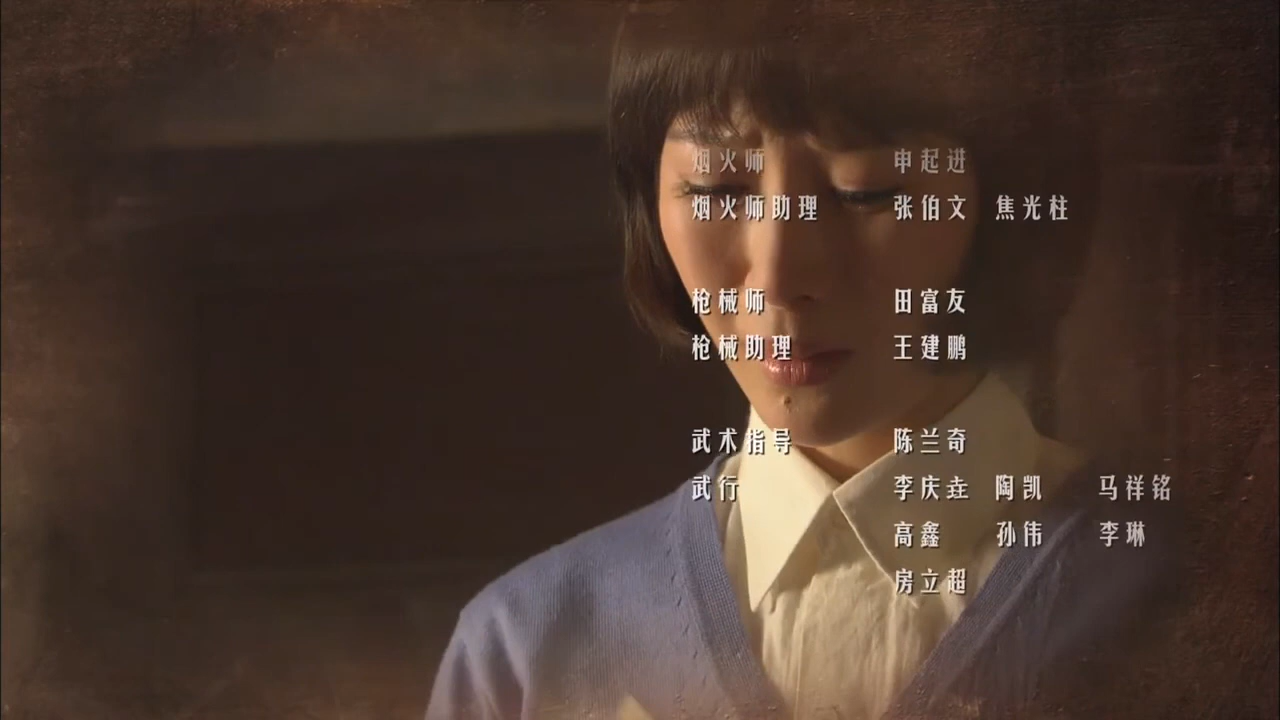 烟火师 申起进
烟火师助理 张伯文 焦光柱
枪械师 田富友
枪械助理 王建鹏
武术指导 陈兰奇
武行 李庆垚 陶凯 马祥铭
高鑫 孙伟 李琳
房立超